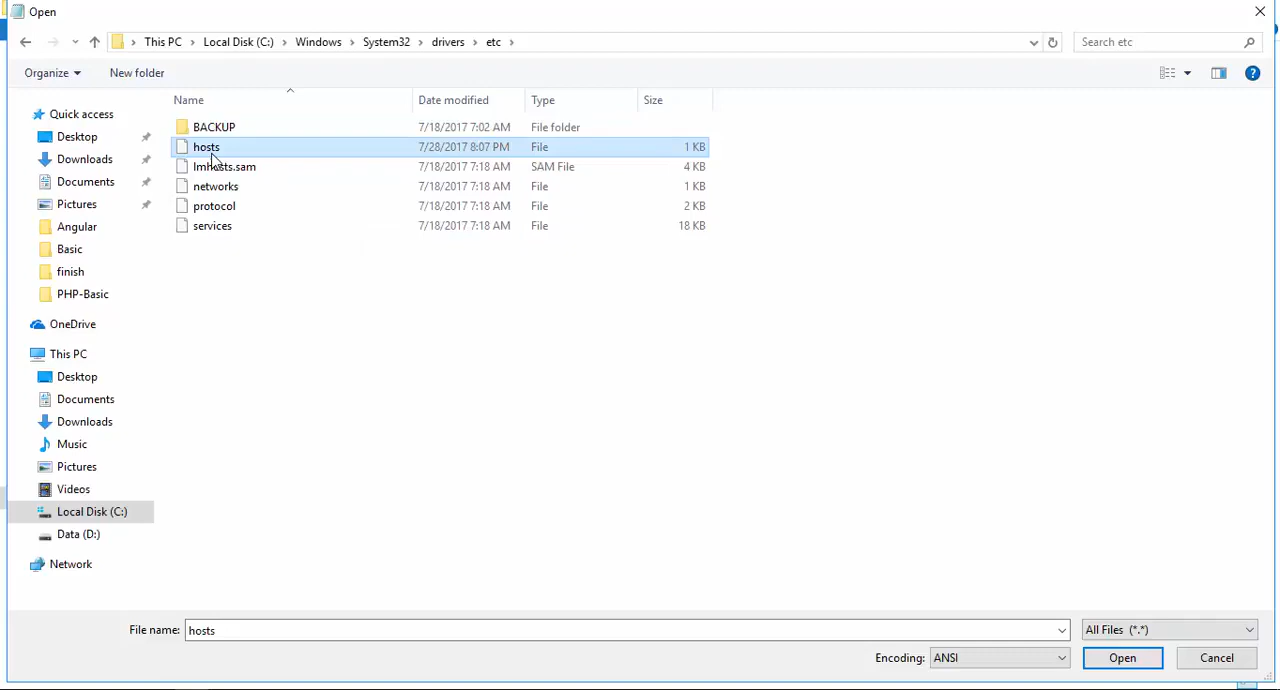 Open
This PC > Local Disk (C:) > Windows > System32 > drivers > etc >
Search etc
Organize
New folder
Name Date modified Type Size
BACKUP 7/18/2017 7:02 AM File folder
hosts 7/28/2017 8:07 PM File 1 KB
lmhosts.sam 7/18/2017 7:18 AM SAM File 4 KB
networks 7/18/2017 7:18 AM File 1 KB
protocol 7/18/2017 7:18 AM File 2 KB
services 7/18/2017 7:18 AM File 18 KB
Quick access
Desktop
Downloads
Documents
Pictures
Angular
Basic
finish
PHP-Basic
OneDrive
This PC
Desktop
Documents
Downloads
Music
Pictures
Videos
Local Disk (C:)
Data (D:)
Network
File name: hosts All Files (*.*)
Encoding: ANSI Open Cancel